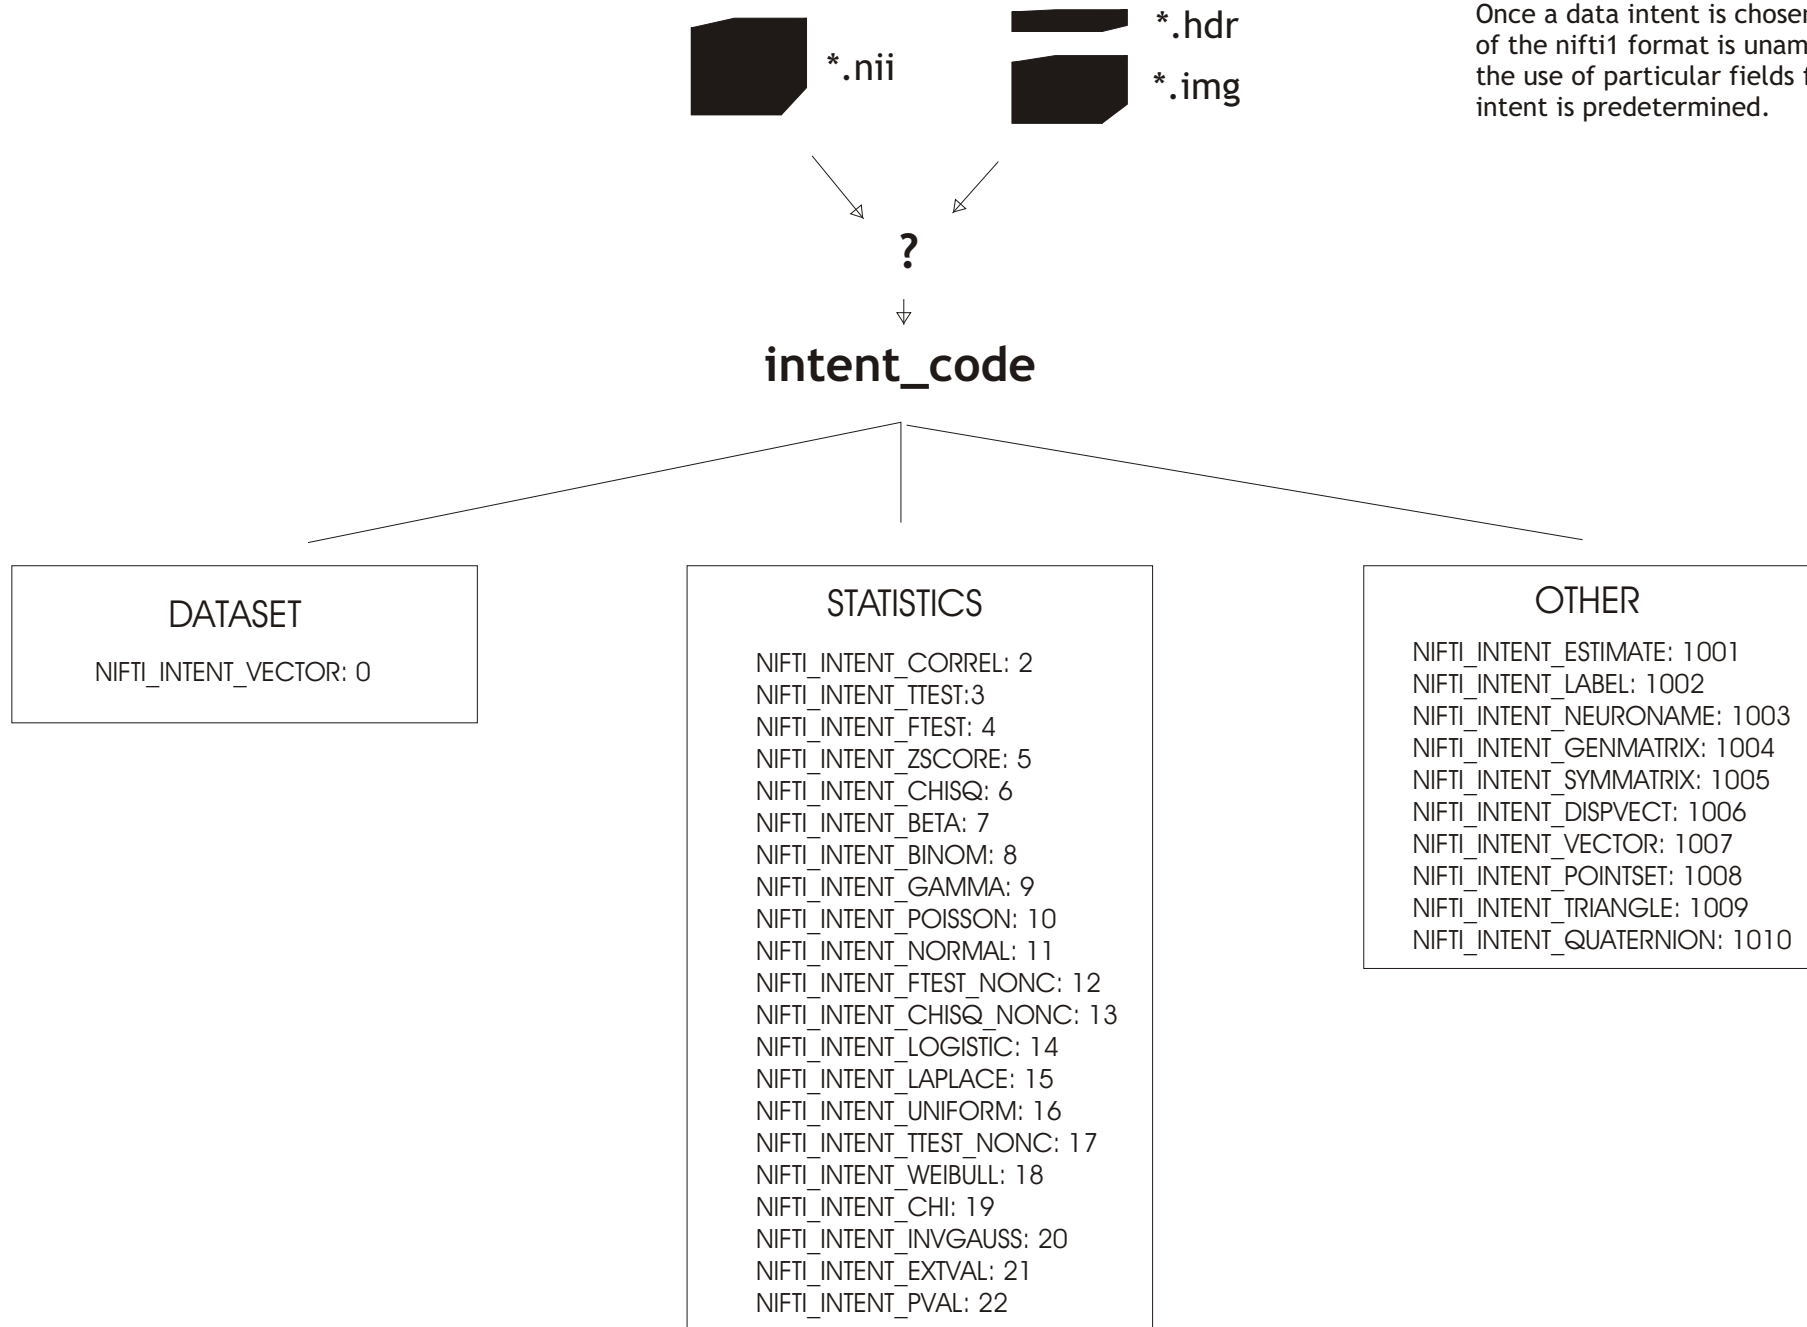 *.nii
*.hdr
*.img
Once a data intent is chosen
of the nifti1 format is
the use of particular fields
intent is predetermined.
?
intent_code
DATASET
NIFTI_INTENT_VECTOR: 0
STATISTICS
NIFTI_INTENT_CORREL: 2
NIFTI_INTENT_TTEST:3
NIFTI_INTENT_FTEST: 4
NIFTI_INTENT_ZSCORE: 5
NIFTI_INTENT_CHISQ: 6
NIFTI_INTENT_BETA: 7
NIFTI_INTENT_BINOM: 8
NIFTI_INTENT_GAMMA: 9
NIFTI_INTENT_POISSON: 10
NIFTI_INTENT_NORMAL: 11
NIFTI_INTENT_FTEST_NONC: 12
NIFTI_INTENT_CHISQ_NONC: 13
NIFTI_INTENT_LOGISTIC: 14
NIFTI_INTENT_LAPLACE: 15
NIFTI_INTENT_UNIFORM: 16
NIFTI_INTENT_TTEST_NONC: 17
NIFTI_INTENT_WEIBULL: 18
NIFTI_INTENT_CHI: 19
NIFTI_INTENT_INVGAUSS: 20
NIFTI_INTENT_EXTVAL: 21
NIFTI_INTENT_PVAL: 22
OTHER
NIFTI_INTENT_ESTIMATE: 1001
NIFTI_INTENT_LABEL: 1002
NIFTI_INTENT_NEURONAME: 1003
NIFTI_INTENT_GENMATRIX: 1004
NIFTI_INTENT_SYMMATRIX: 1005
NIFTI_INTENT_DISPVECT: 1006
NIFTI_INTENT_VECTOR: 1007
NIFTI_INTENT_POINTSET: 1008
NIFTI_INTENT_TRIANGLE: 1009
NIFTI_INTENT_QUATERNION: 1010